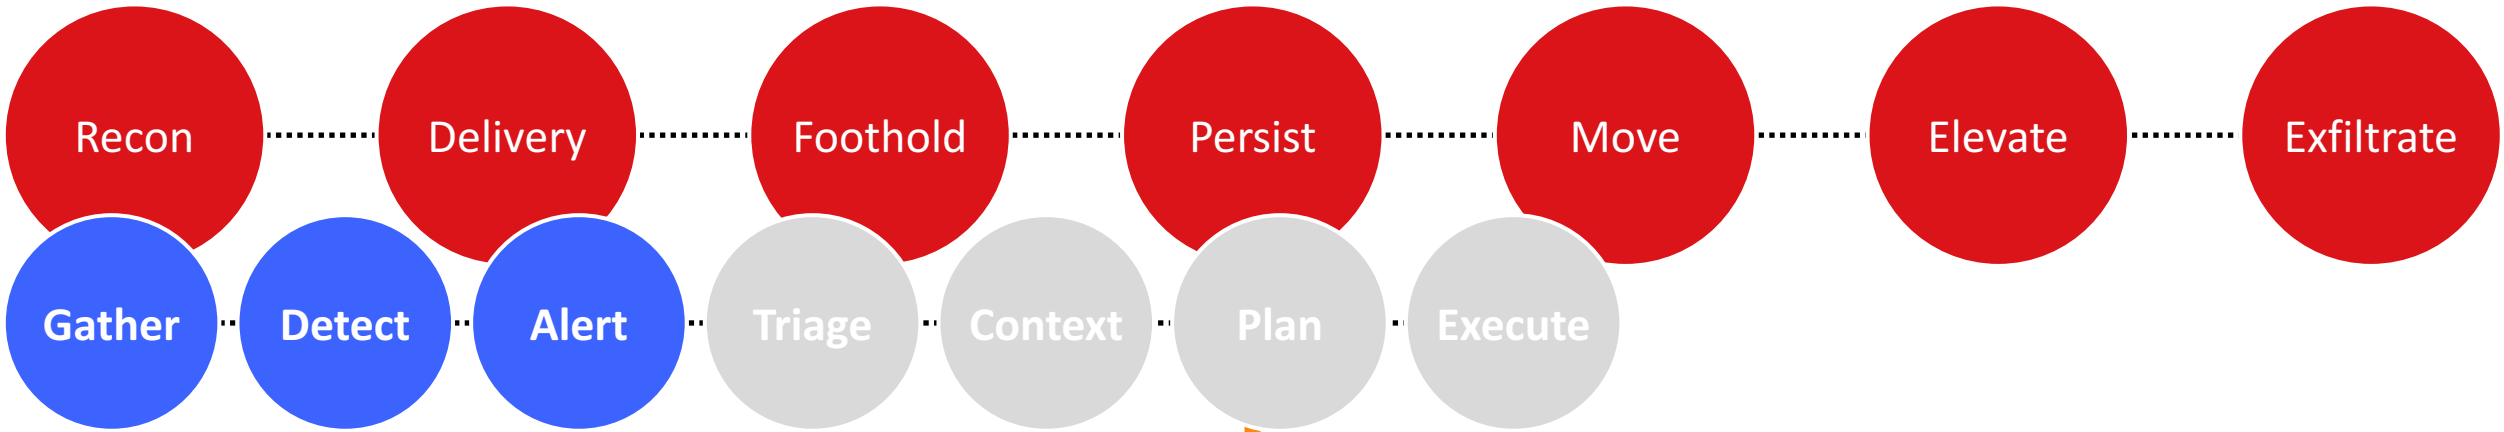 Recon
Delivery
Foothold
Persist
Move
Elevate
Exfiltrate
Gather
Detect
Alert
Triage
Context
Plan
Execute